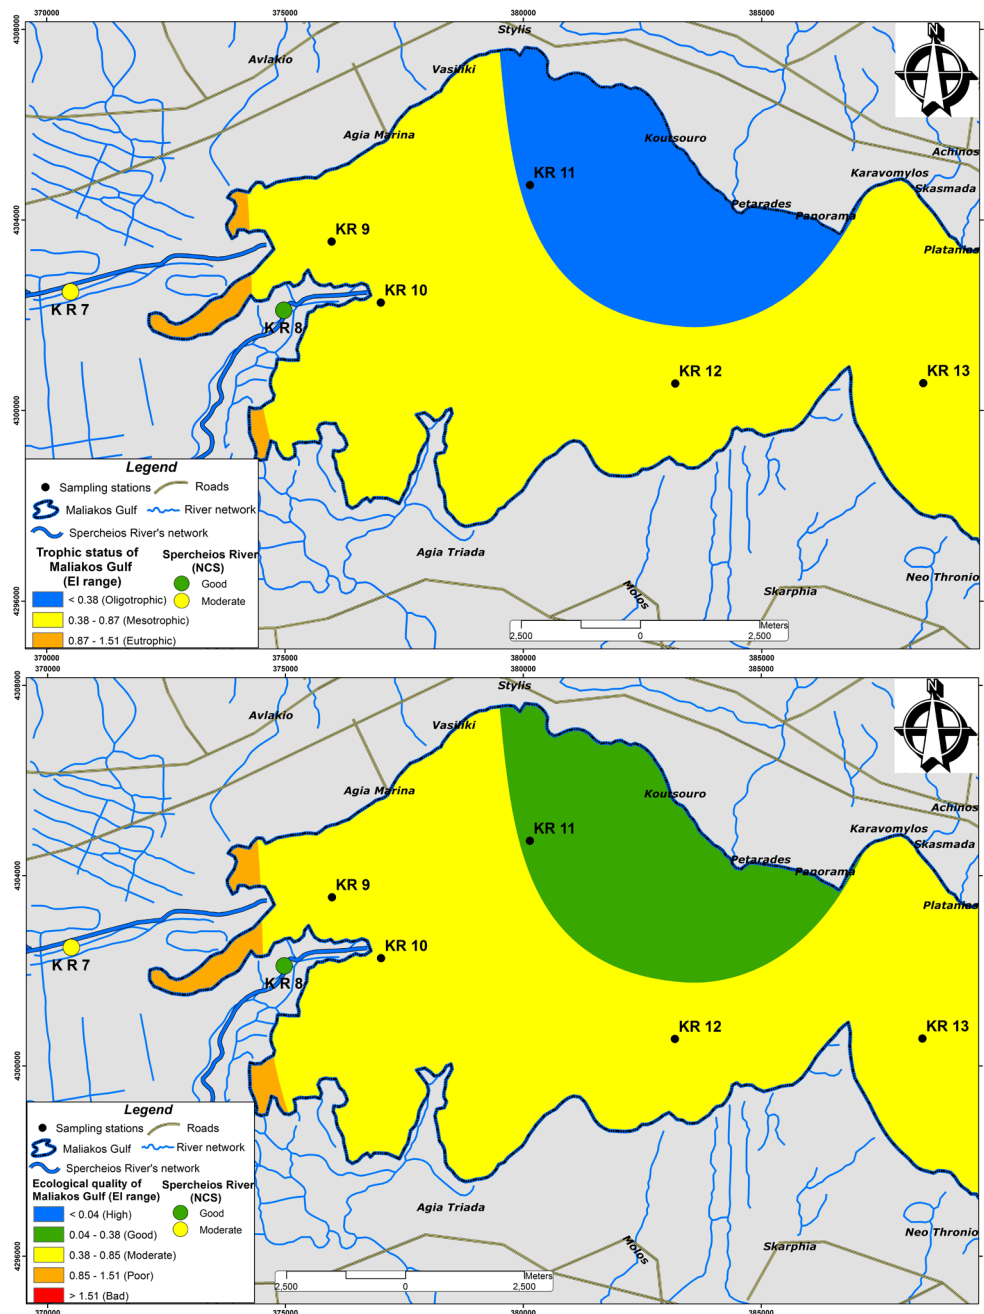 370000 375000 380000 385000
4308000
4304000
4300000
4296000
Stylis
N
Avlakio
Vasiliki
Agia Marina
Koutsouro
Achinos
KR 11
Karavomylos
Skasmada
Petarades
Panorama
KR 9
Platanias
KR 10
K R 7
K R 8
KR 12
KR 13
Legend
Sampling stations Roads
Maliakos Gulf River network
Spercheios River's network
Trophic status of
Maliakos Gulf
(EI range)
Spercheios River
(NCS)
Good
Moderate
< 0.38 (Oligotrophic)
0.38 - 0.87 (Mesotrophic)
0.87 - 1.51 (Eutrophic)
Agia Triada
Molos
Skarphia
Neo Thronio
Meters
2,500 0 2,500
370000 375000 380000 385000
4308000
4304000
4300000
4296000
Stylis
N
Avlakio
Vasiliki
Agia Marina
Koutsouro
Achinos
KR 11
Karavomylos
Skasmada
Petarades
Panorama
KR 9
Platanias
KR 10
K R 7
K R 8
KR 12
KR 13
Legend
Sampling stations Roads
Maliakos Gulf River network
Spercheios River's network
Ecological quality of
Maliakos Gulf (EI range)
Spercheios River
(NCS)
Good
Moderate
< 0.04 (High)
0.04 - 0.38 (Good)
0.38 - 0.85 (Moderate)
0.85 - 1.51 (Poor)
> 1.51 (Bad)
Agia Triada
Molos
Skarphia
Neo Thronio
Meters
2,500 0 2,500
370000 375000 380000 385000